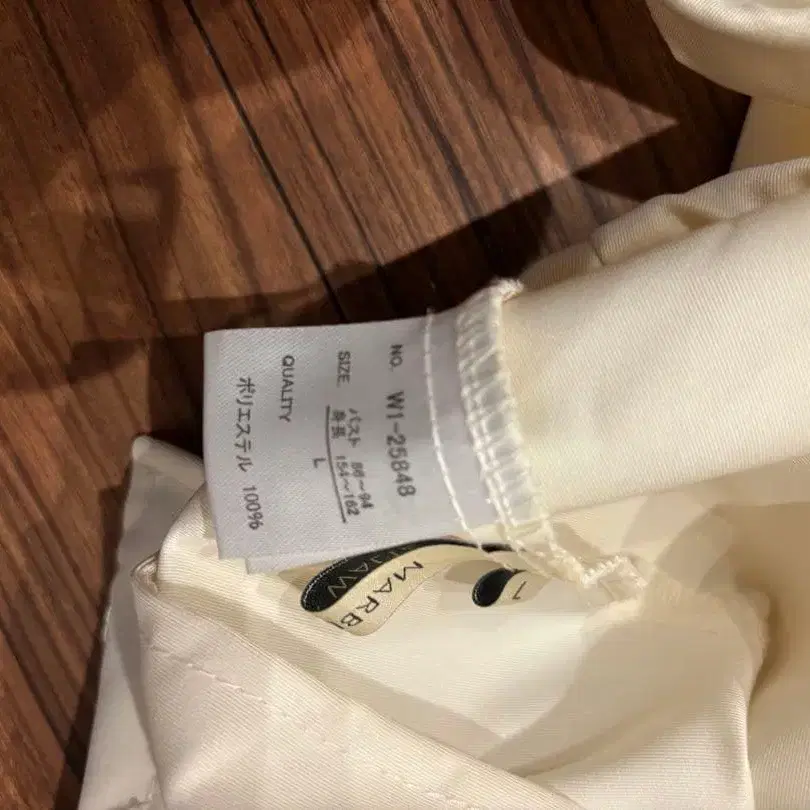 NO. W1-25848
SIZE バスト 86～94
身長 154～162
L
QUALITY
ポリエステル 100%
MARB